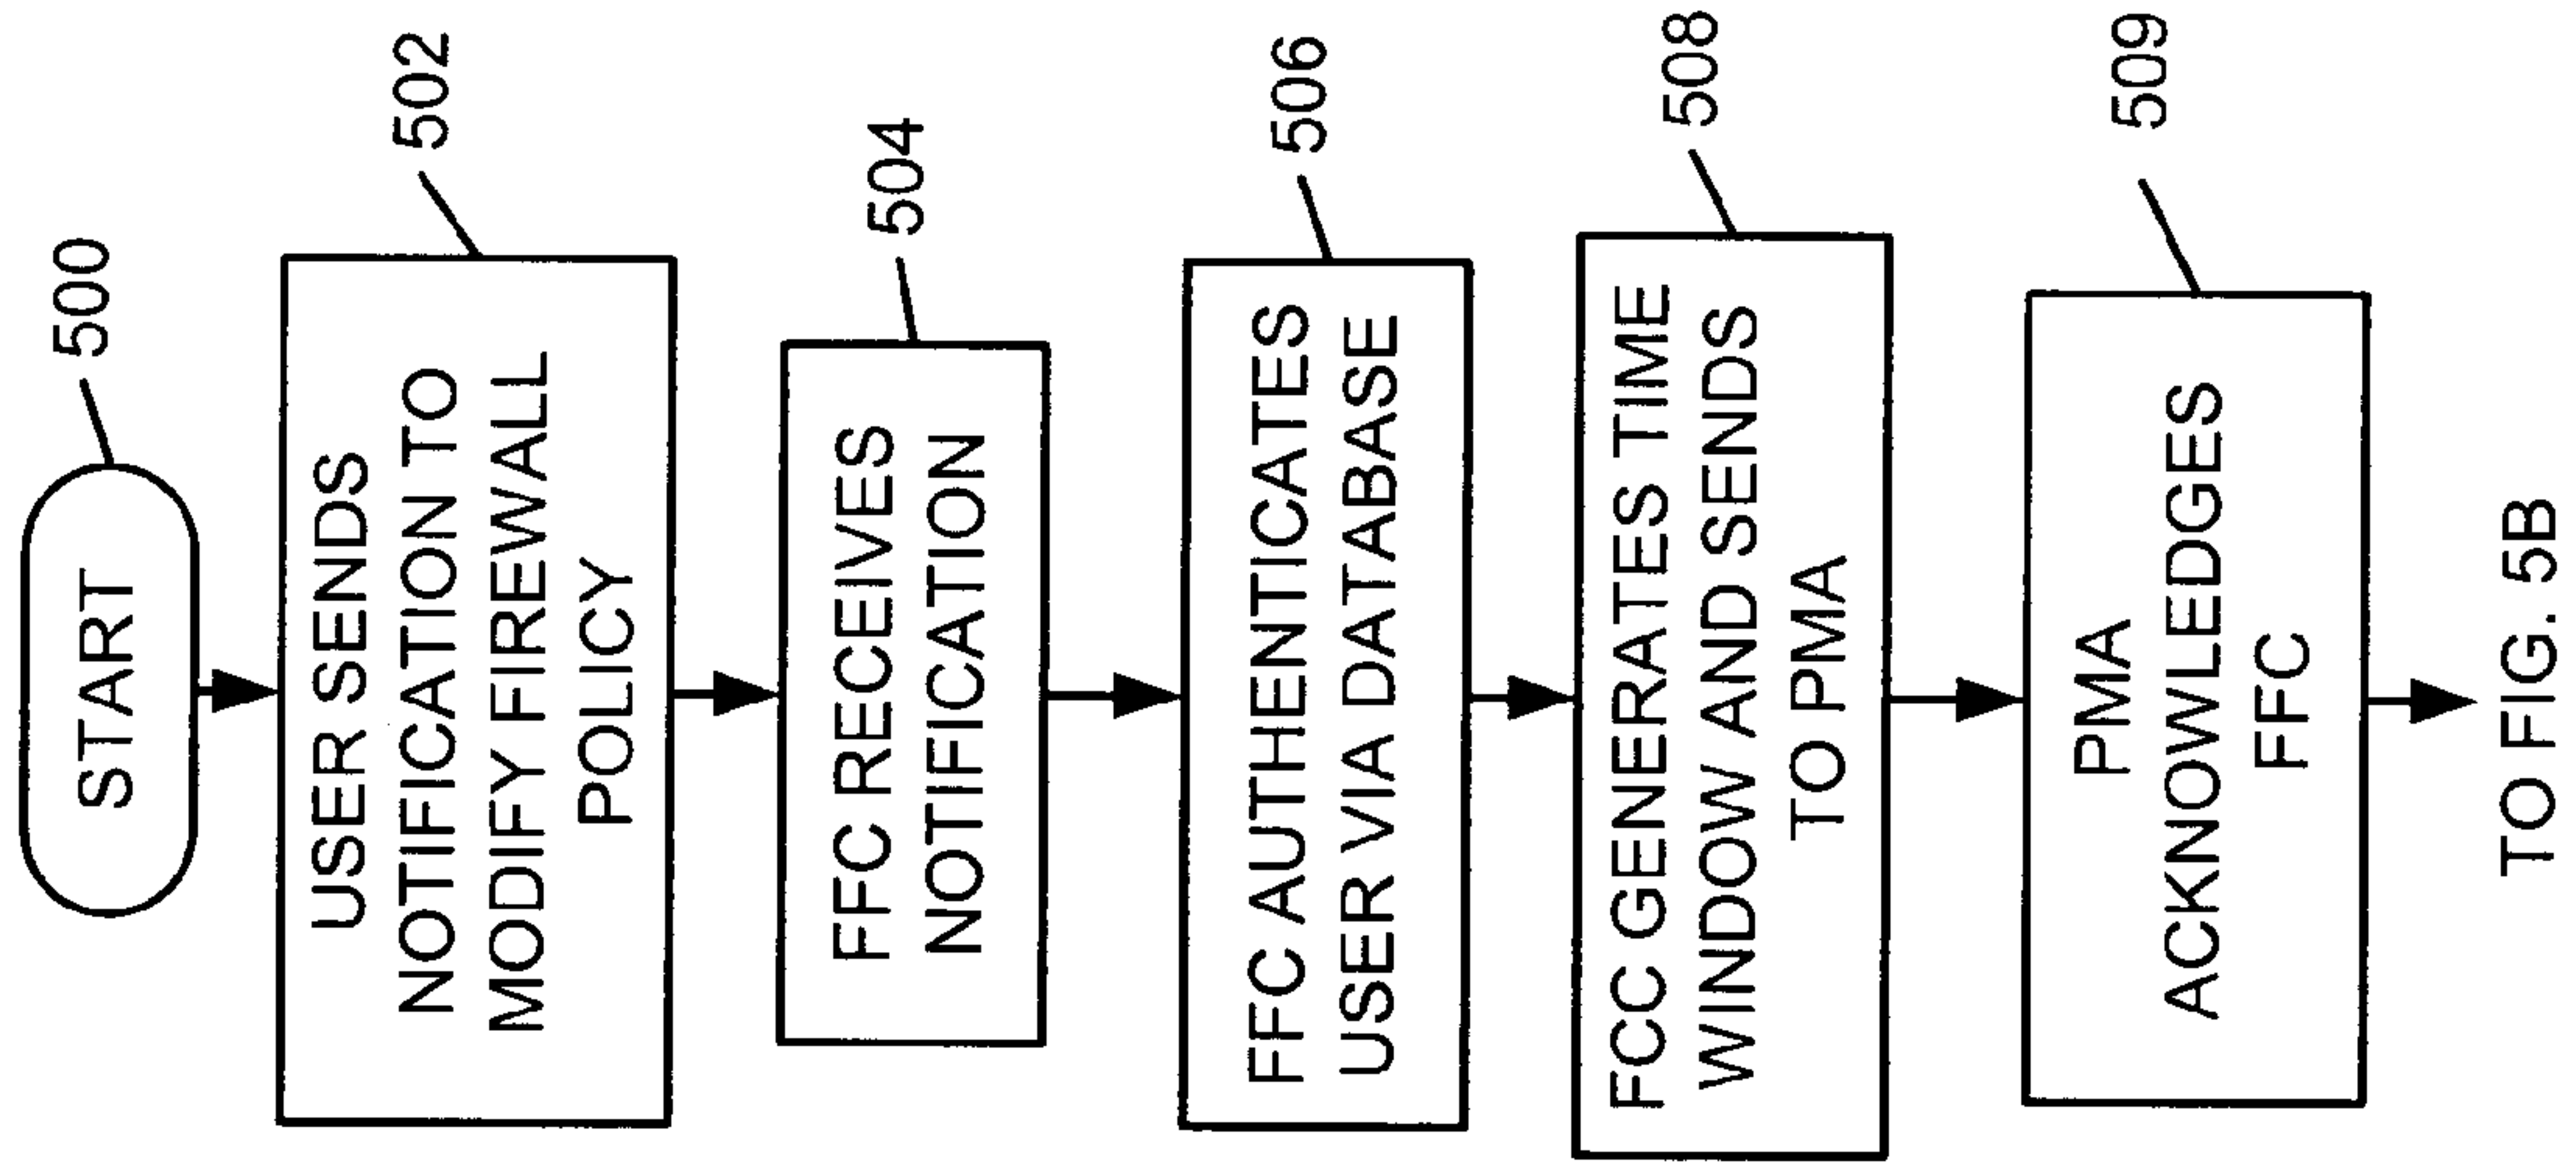 START
500
USER SENDS
NOTIFICATION TO
MODIFY FIREWALL
POLICY
502
FFC RECEIVES
NOTIFICATION
504
FFC AUTHENTICATES
USER VIA DATABASE
506
FCC GENERATES TIME
WINDOW AND SENDS
TO PMA
508
PMA
ACKNOWLEDGES
FFC
509
TO FIG. 5B